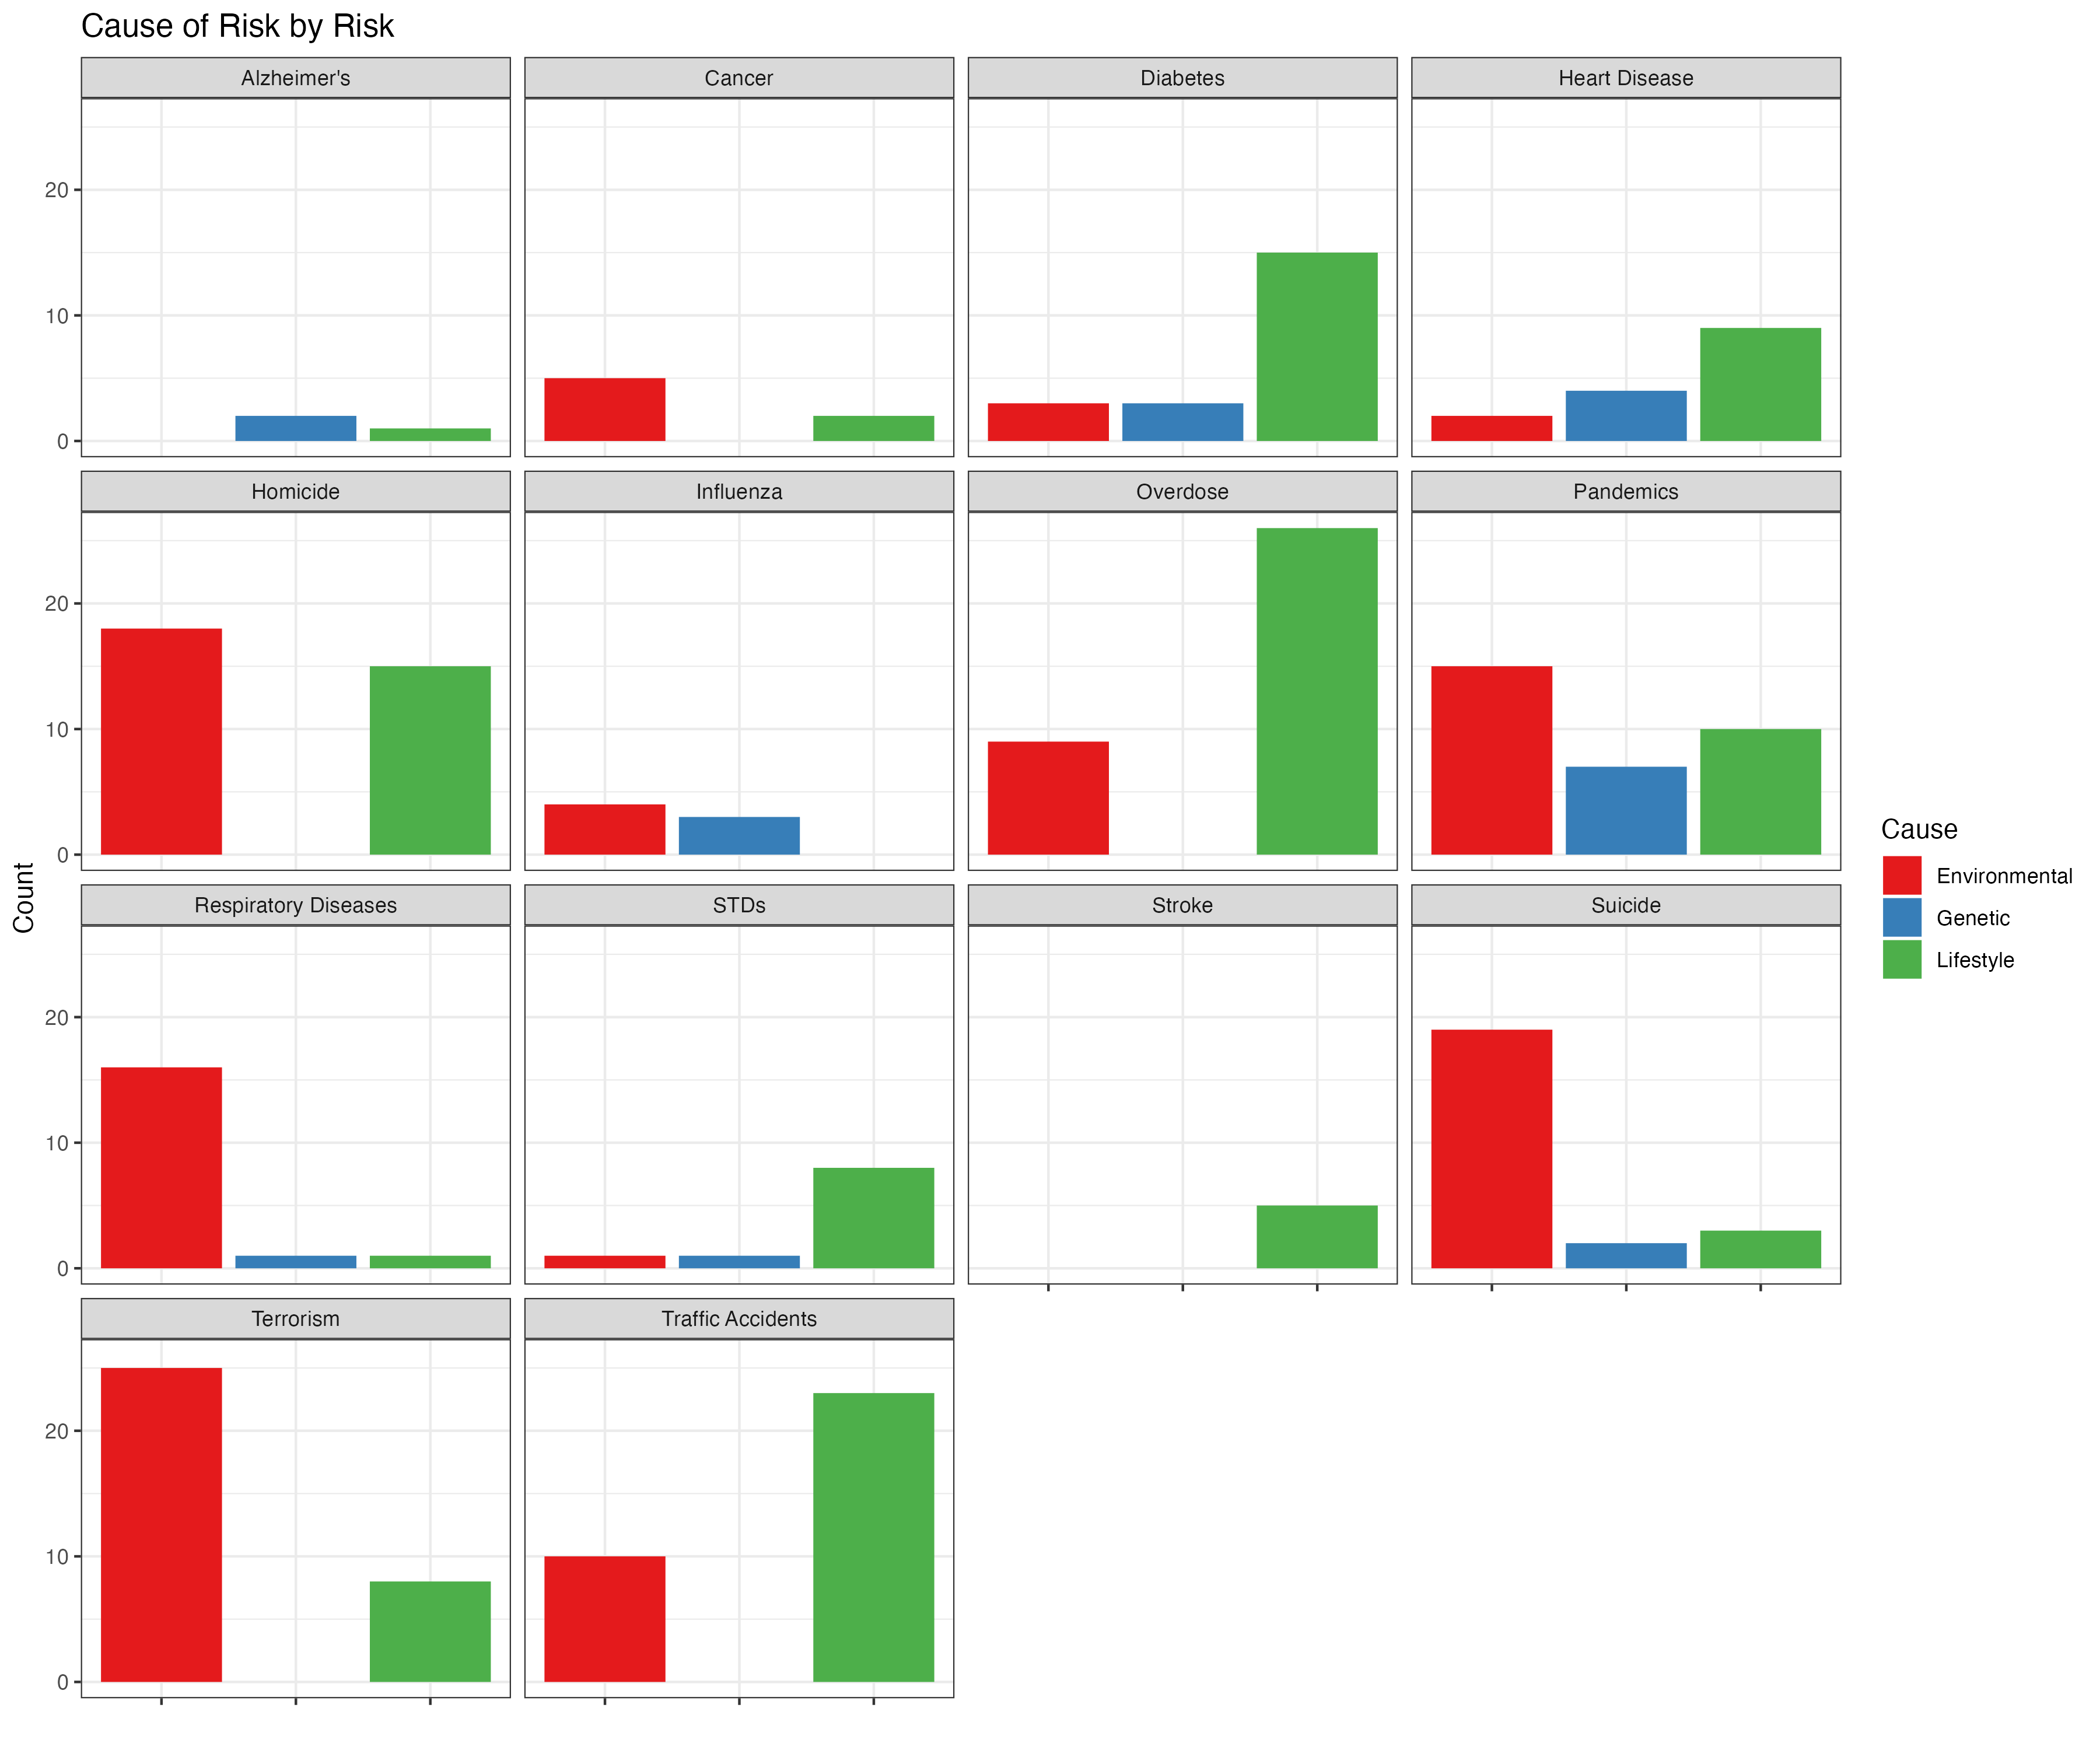 Cause of Risk by Risk
Alzheimer's
Cancer
Diabetes
Heart Disease
20
10
0
Homicide
Influenza
Overdose
Pandemics
20
10
0
Respiratory Diseases
STDs
Stroke
Suicide
20
10
0
Terrorism
Traffic Accidents
20
10
0
Count
Cause
Environmental
Genetic
Lifestyle